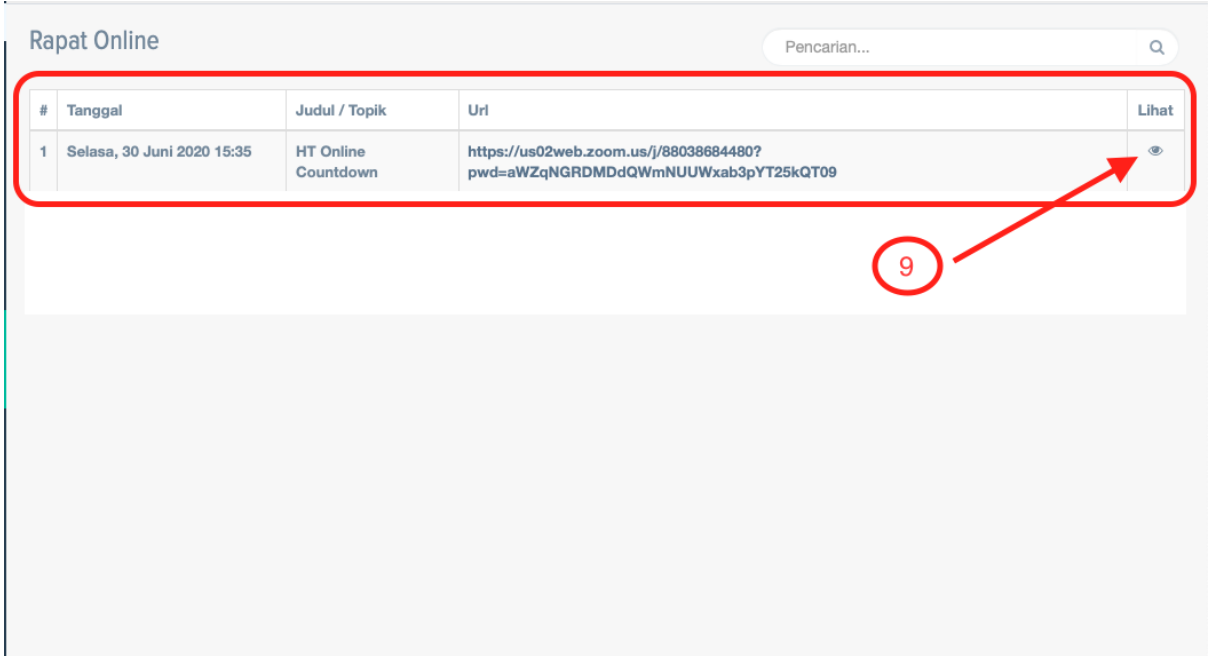 Rapat Online
Pencarian...
# Tanggal Judul / Topik Url Lihat
1 Selasa, 30 Juni 2020 15:35 HT Online https://us02web.zoom.us/j/88038684480?
Countdown pwd=aWZqNGRDMDdQWmNUUWxab3pYT25kQT09
9